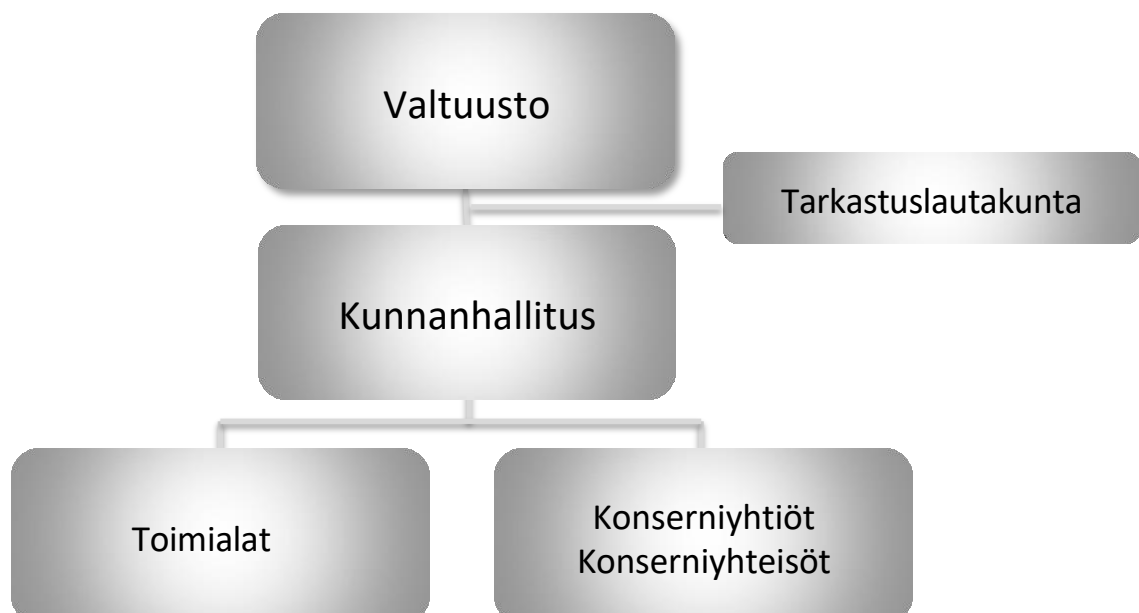 Valtuusto
Tarkastuslautakunta
Kunnanhallitus
Toimialat
Konserniyhtiöt
Konserniyhteisöt